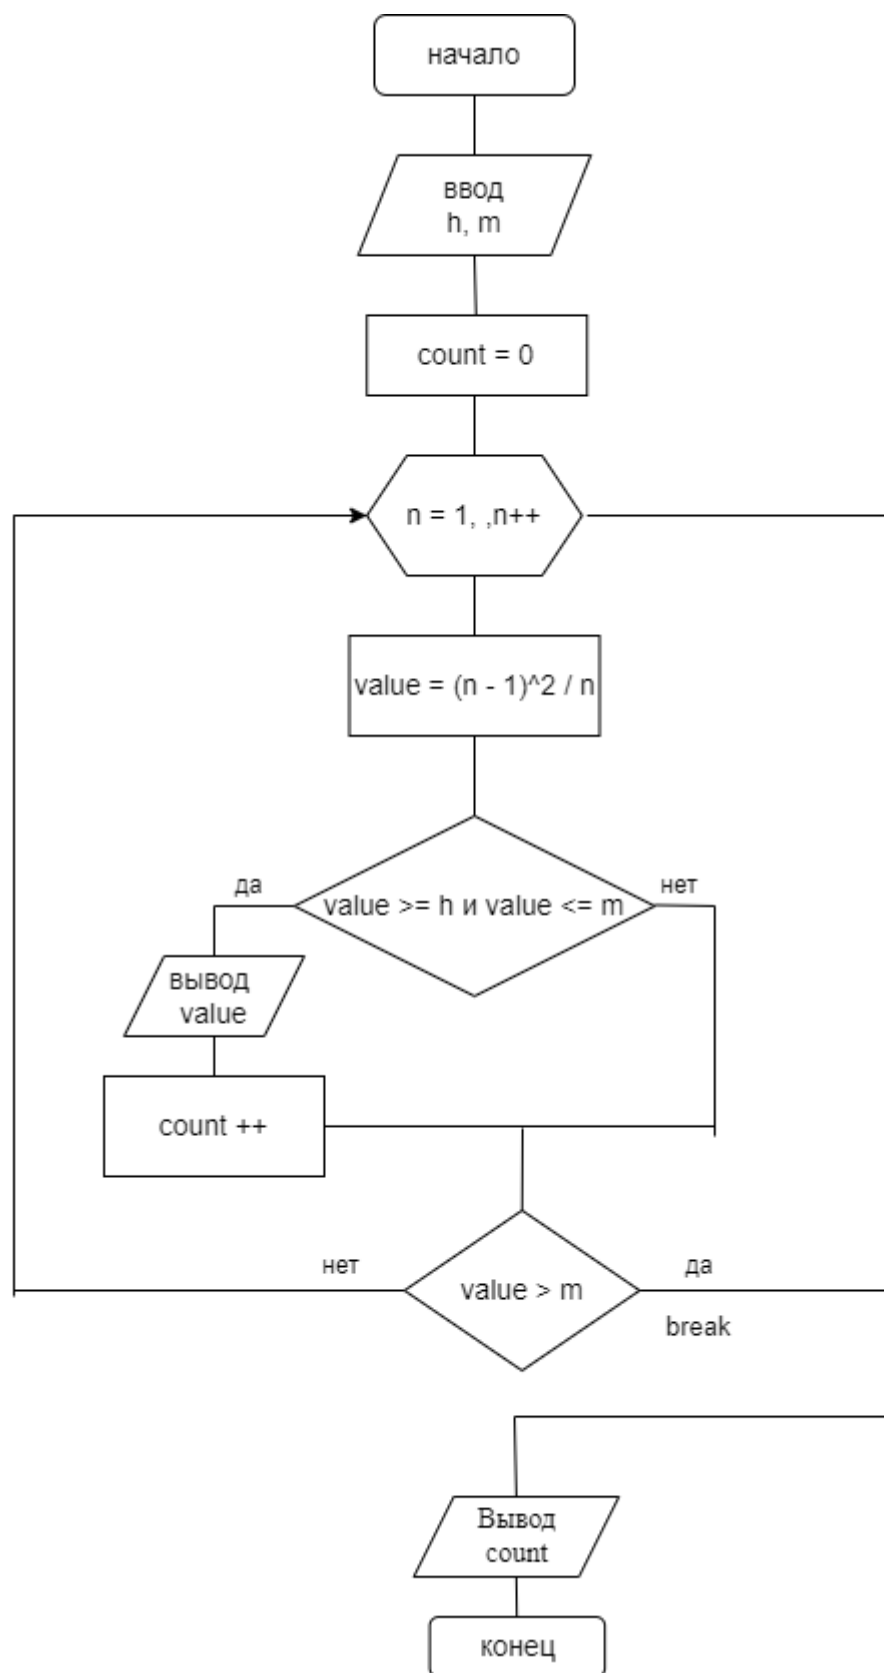 начало
ввод
h, m
count = 0
n = 1, ,n++
value = (n - 1)^2 / n
value >= h и value <= m
да
нет
вывод
value
count ++
value > m
нет
да
break
Вывод
count
конец